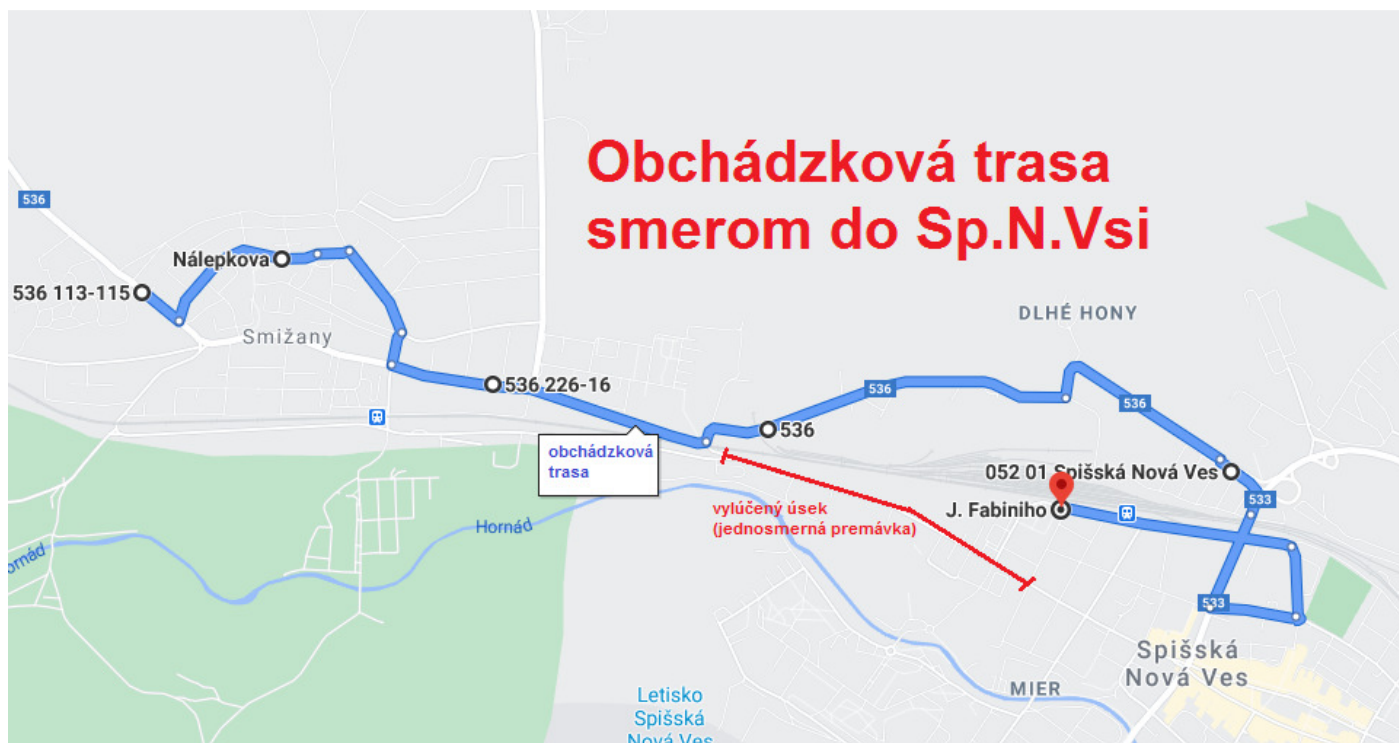 Obchádzková trasa
smerom do Sp.N.Vsi
536
Nálepkova
536 113-115
Smižany
DLHÉ HONY
536 226-16
536
536
536
obchádzková
trasa
052 01 Spišská Nová Ves
J. Fabiniho
533
vylúčený úsek
(jednosmerná premávka)
Hornád
533
Spišská
Nová Ves
MIER
Letisko
Spišská
Nová Ves